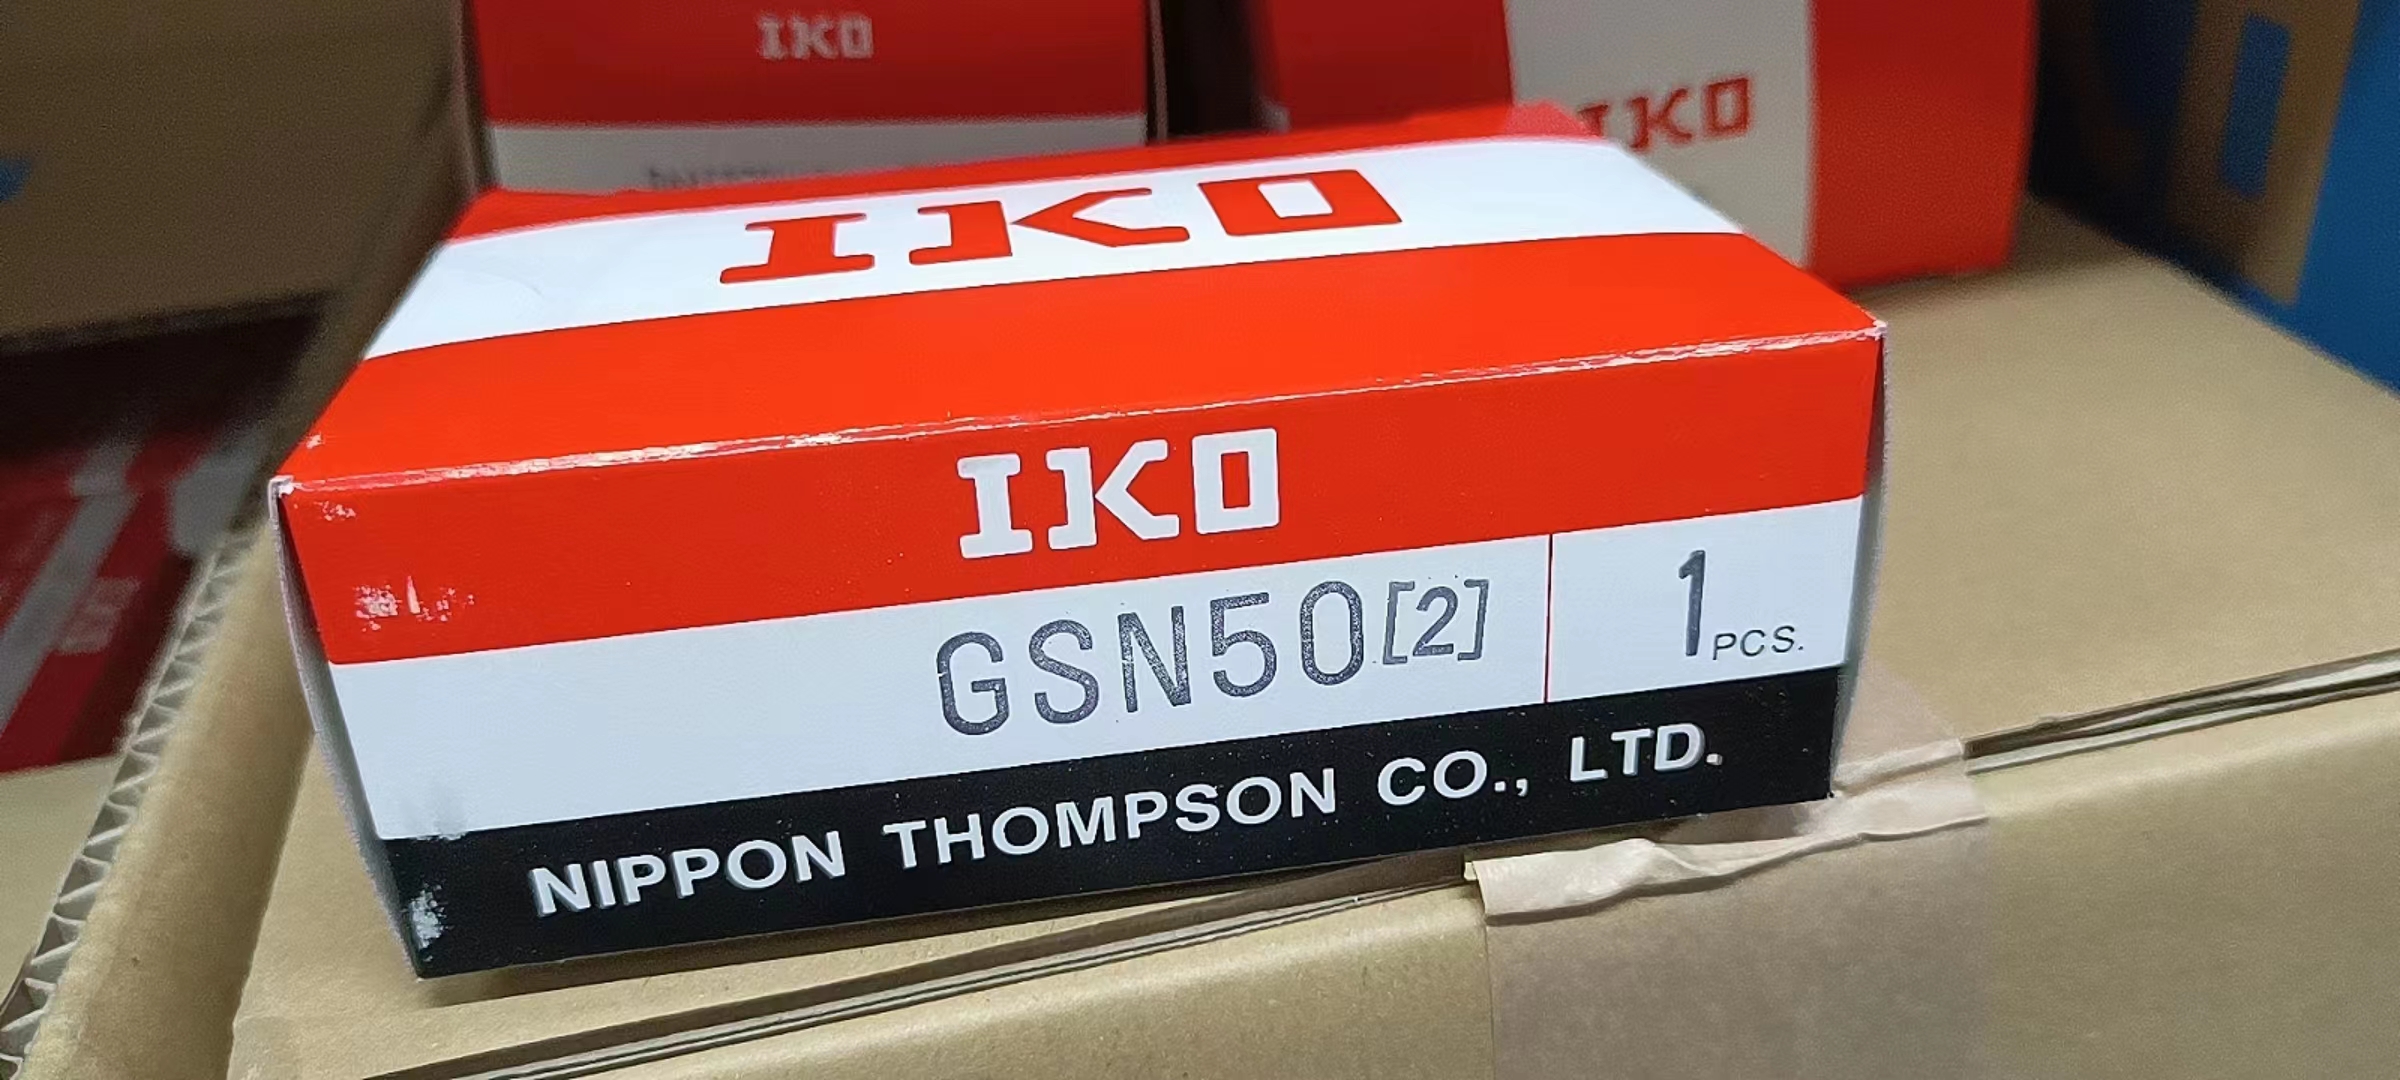 IKO
IKO
IKO
IKO
GSN50[2]
1 PCS.
NIPPON THOMPSON CO., LTD.